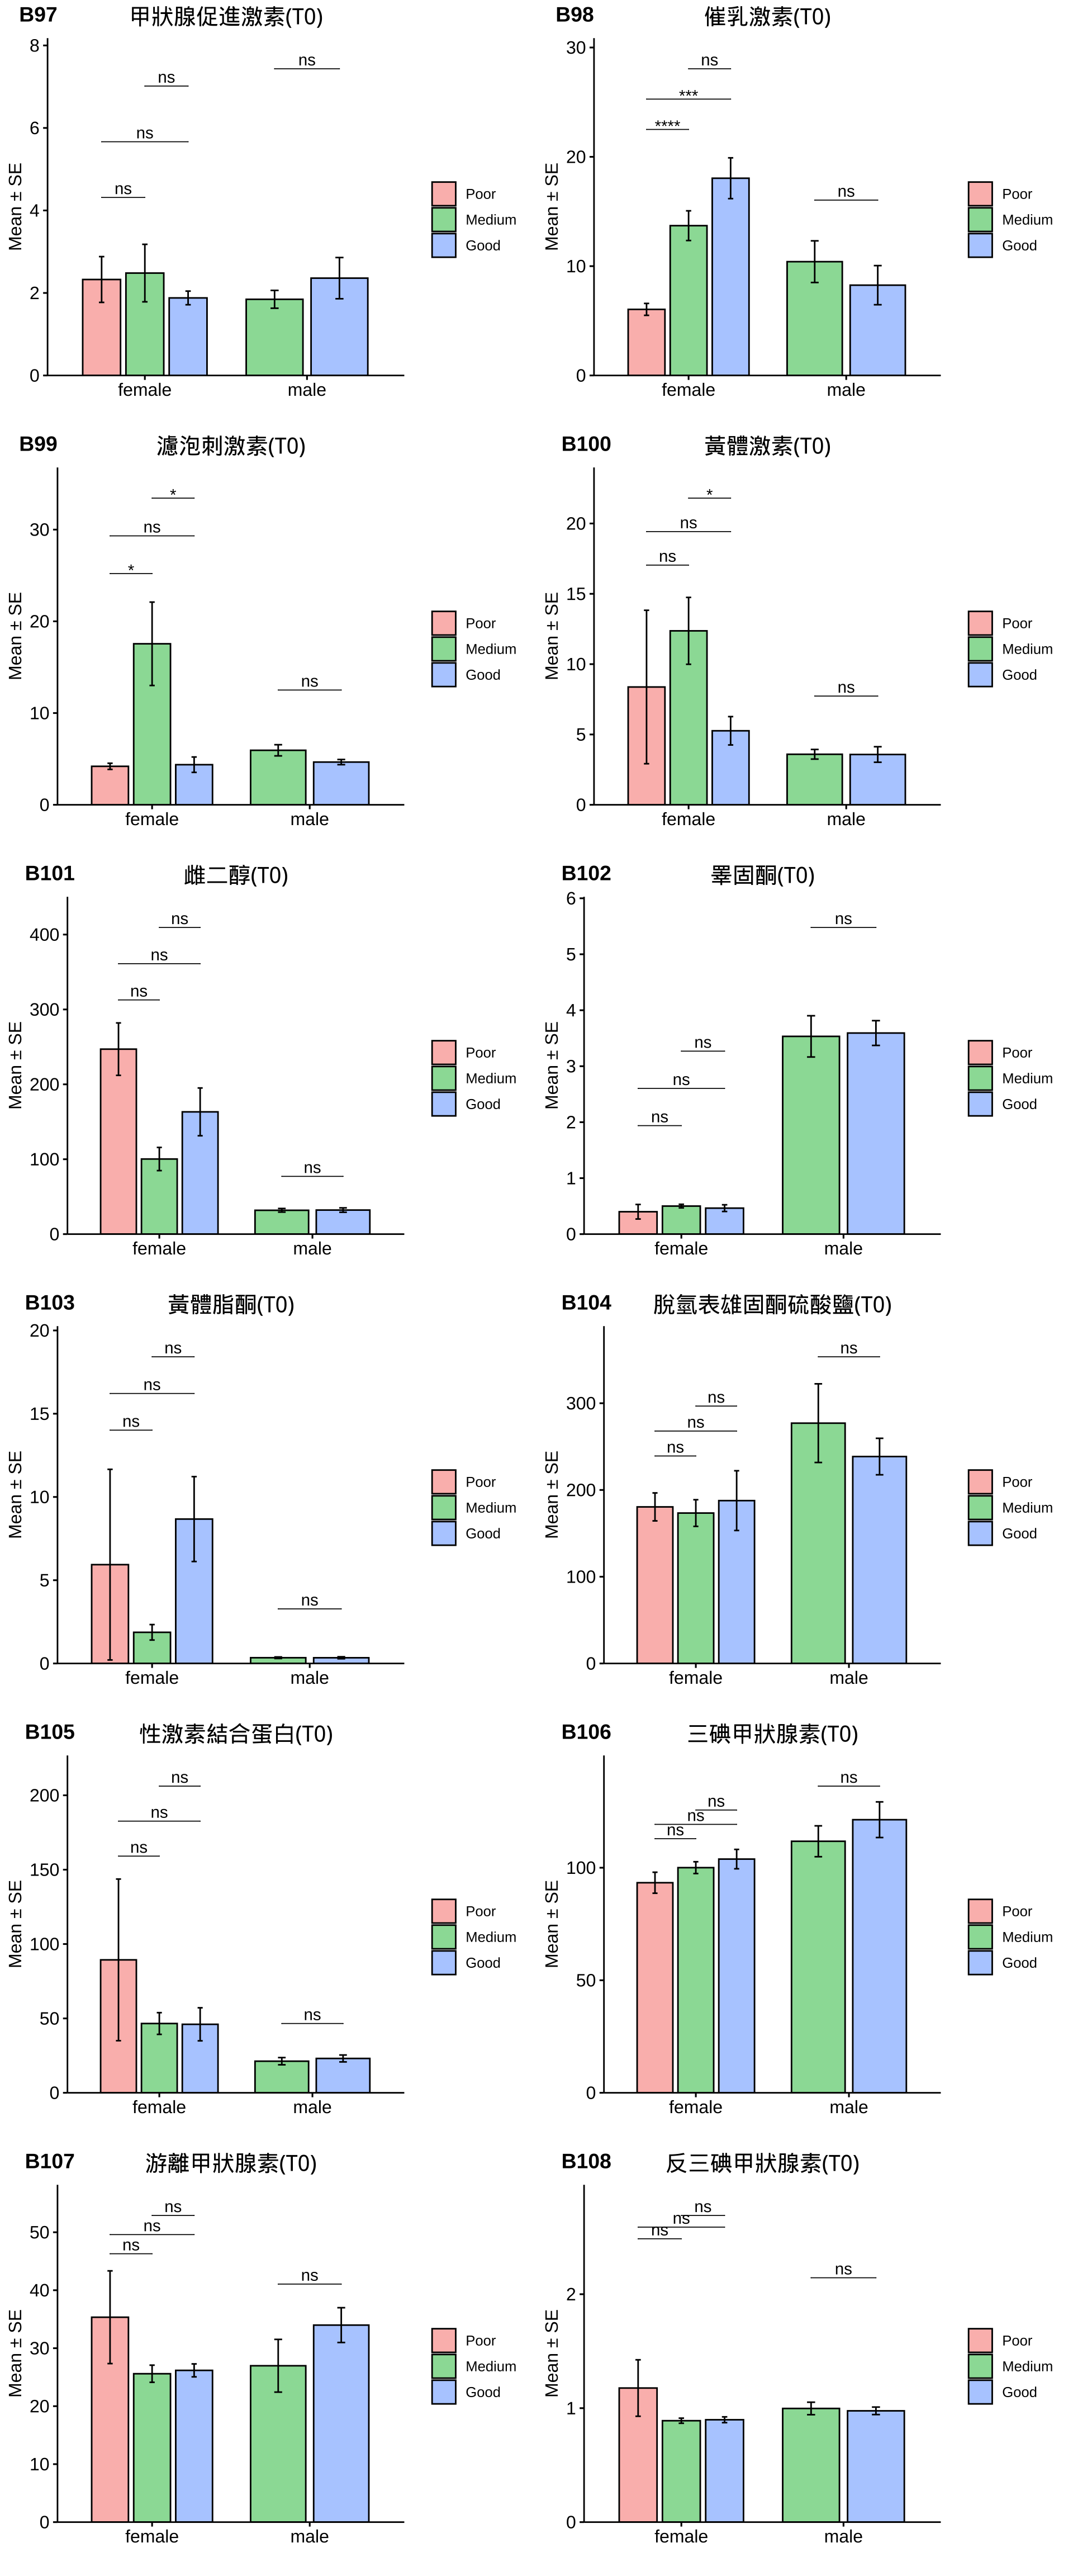 B97
甲狀腺促進激素(T0)
8
6
4
2
0
Mean ± SE
ns
ns
ns
ns
female
male
Poor
Medium
Good
B98
催乳激素(T0)
30
20
10
0
Mean ± SE
ns
***
****
ns
female
male
Poor
Medium
Good
B99
濾泡刺激素(T0)
30
20
10
0
Mean ± SE
*
ns
*
ns
female
male
Poor
Medium
Good
B100
黃體激素(T0)
20
15
10
5
0
Mean ± SE
*
ns
ns
ns
female
male
Poor
Medium
Good
B101
雌二醇(T0)
400
300
200
100
0
Mean ± SE
ns
ns
ns
ns
female
male
Poor
Medium
Good
B102
睪固酮(T0)
6
5
4
3
2
1
0
Mean ± SE
ns
ns
ns
ns
female
male
Poor
Medium
Good
B103
黃體脂酮(T0)
20
15
10
5
0
Mean ± SE
ns
ns
ns
ns
female
male
Poor
Medium
Good
B104
脫氫表雄固酮硫酸鹽(T0)
300
200
100
0
Mean ± SE
ns
ns
ns
ns
female
male
Poor
Medium
Good
B105
性激素結合蛋白(T0)
200
150
100
50
0
Mean ± SE
ns
ns
ns
ns
female
male
Poor
Medium
Good
B106
三碘甲狀腺素(T0)
100
50
0
Mean ± SE
ns
ns
ns
ns
female
male
Poor
Medium
Good
B107
游離甲狀腺素(T0)
50
40
30
20
10
0
Mean ± SE
ns
ns
ns
ns
female
male
Poor
Medium
Good
B108
反三碘甲狀腺素(T0)
2
1
0
Mean ± SE
ns
ns
ns
ns
female
male
Poor
Medium
Good